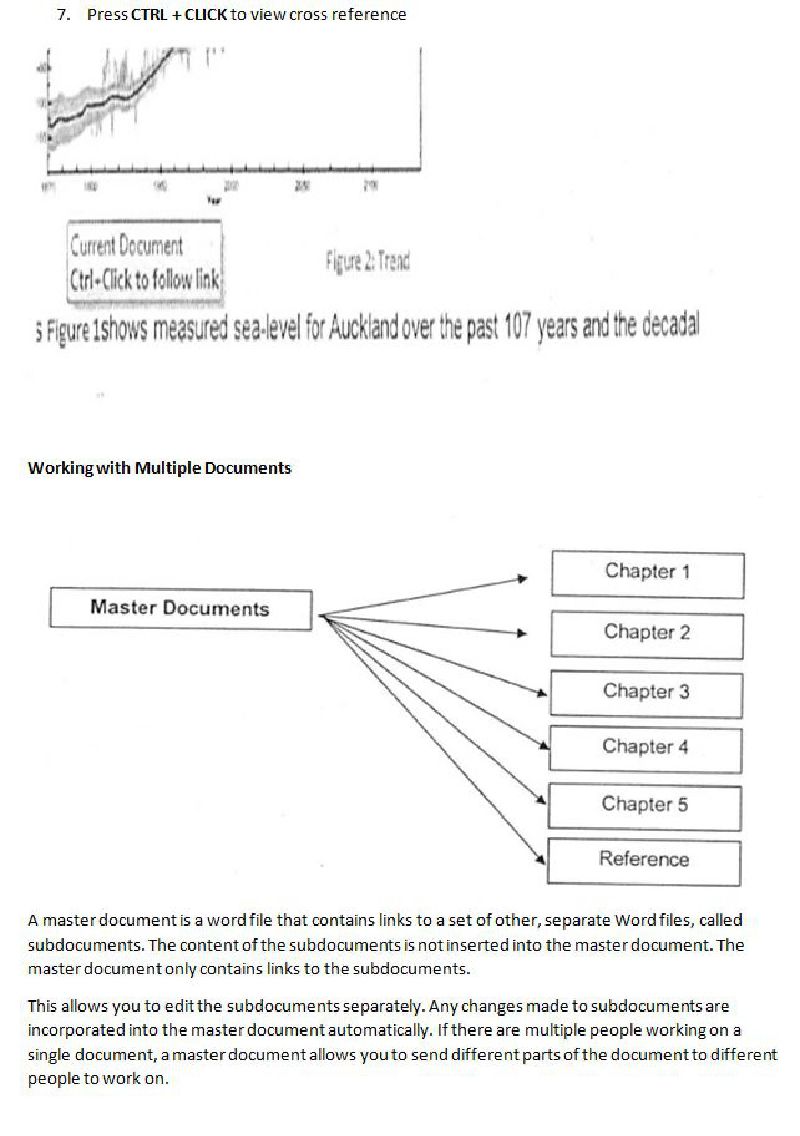 7. Press CTRL + CLICK to view cross reference
Year
Current Document
Ctrl-Click to follow link
Figure 2: Trend
s Figure 1shows measured sea-level for Auckland over the past 107 years and the decadal
Working with Multiple Documents
Master Documents
Chapter 1
Chapter 2
Chapter 3
Chapter 4
Chapter 5
Reference
A master document is a word file that contains links to a set of other, separate Word files, called
subdocuments. The content of the subdocuments is not inserted into the master document. The
master document only contains links to the subdocuments.
This allows you to edit the subdocuments separately. Any changes made to subdocuments are
incorporated into the master document automatically. If there are multiple people working on a
single document, a master document allows you to send different parts of the document to different
people to work on.